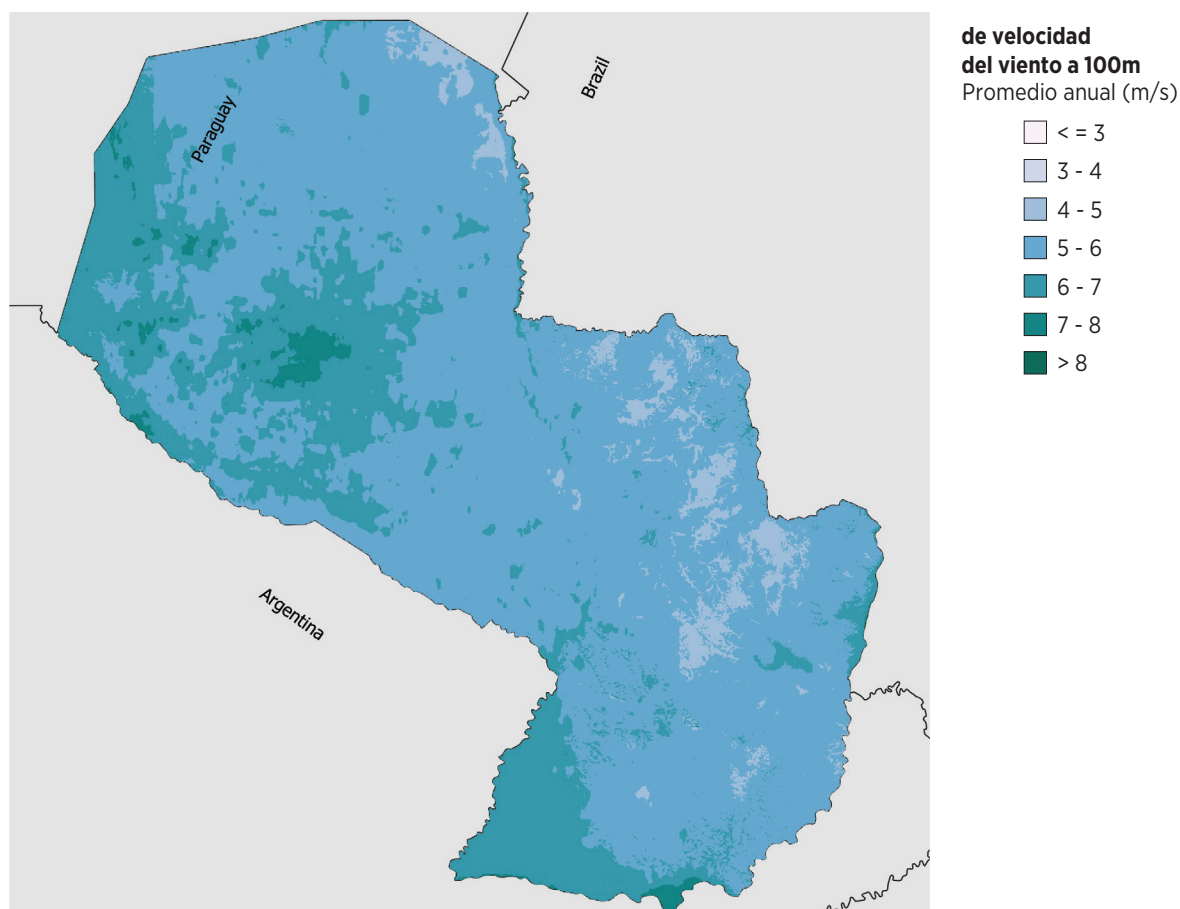 de velocidad
del viento a 100m
Promedio anual (m/s)
< = 3
3 - 4
4 - 5
5 - 6
6 - 7
7 - 8
> 8
Brazil
Paraguay
Argentina